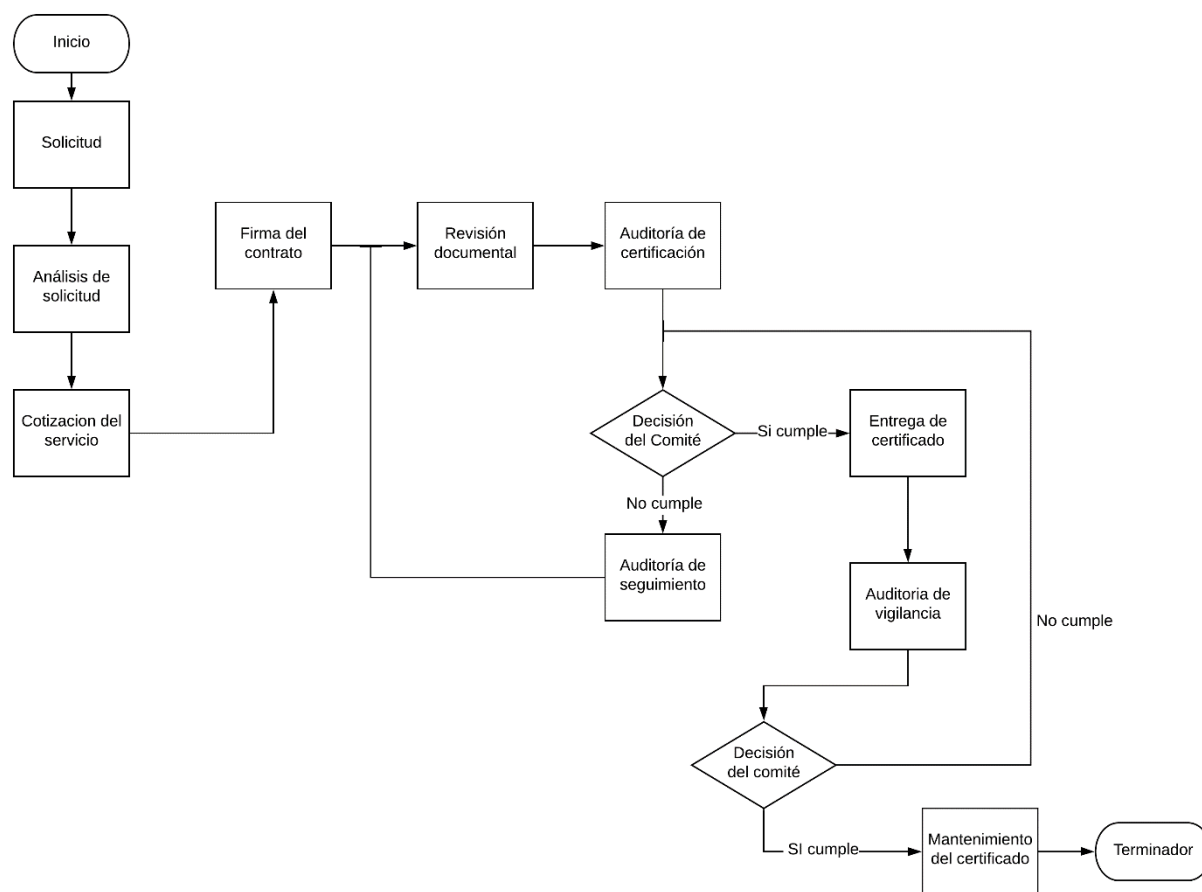 Inicio
Solicitud
Análisis de
solicitud
Cotizacion del
servicio
Firma del
contrato
Revisión
documental
Auditoría de
certificación
Decisión
del Comité
Si cumple
Entrega de
certificado
No cumple
Auditoría de
seguimiento
Auditoria de
vigilancia
No cumple
Decisión
del comité
SI cumple
Mantenimiento
del certificado
Terminador